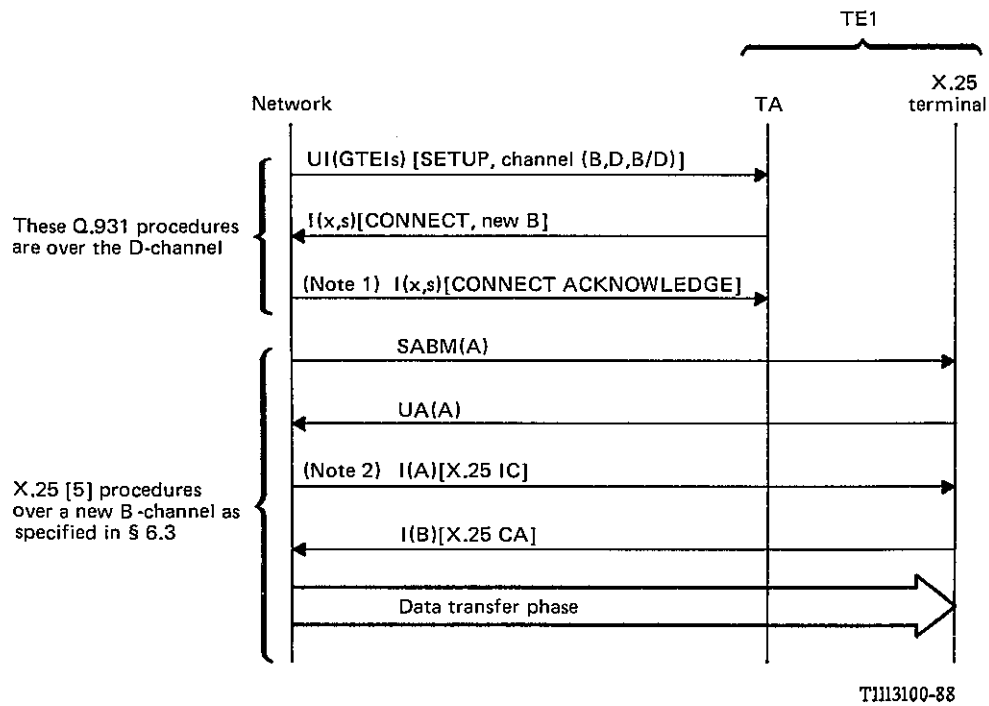 TE1
Network
TA
X.25
terminal
UI(GTEIs) [SETUP, channel (B,D,B/D)]
These Q.931 procedures
are over the D-channel
I(x,s)[CONNECT, new B]
(Note 1) I(x,s)[CONNECT ACKNOWLEDGE]
SABM(A)
UA(A)
(Note 2) I(A)[X.25 IC]
X.25 [5] procedures
over a new B-channel as
specified in § 6.3
I(B)[X.25 CA]
Data transfer phase
T1113100-88